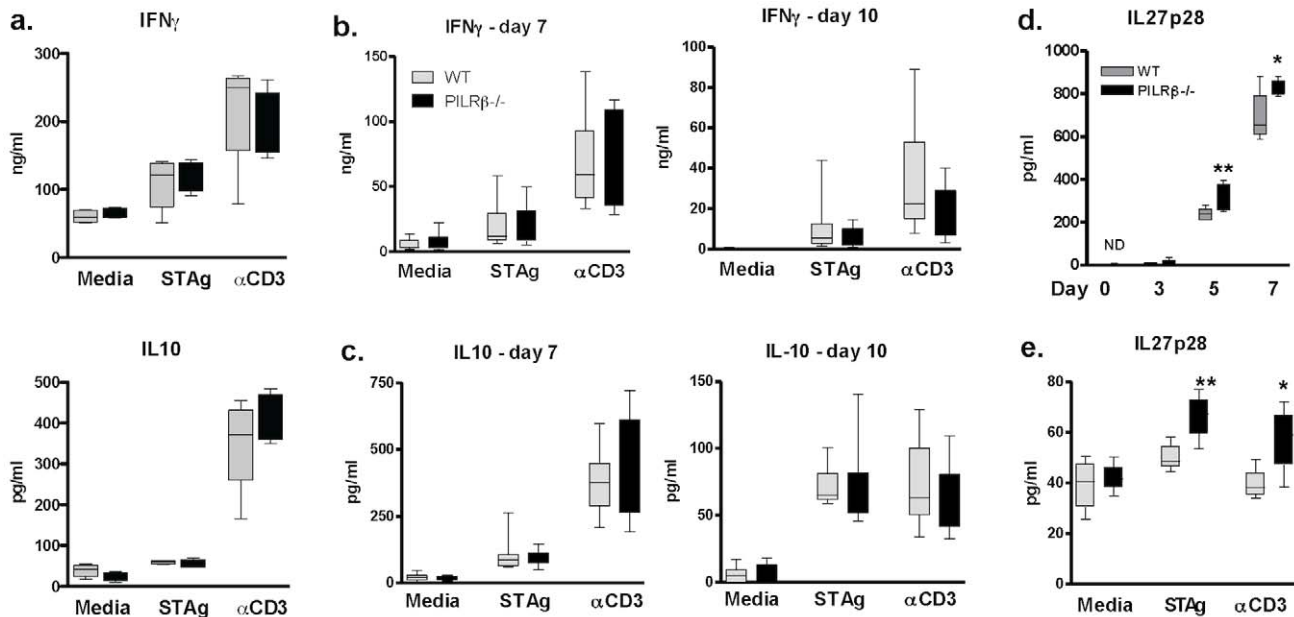 a.
IFNγ
ng/ml
300
200
100
0
Media STAg αCD3
b.
IFNγ - day 7
ng/ml
150
100
50
0
WT
PILRβ-/-
Media STAg αCD3
IFNγ - day 10
ng/ml
100
80
60
40
20
0
Media STAg αCD3
d.
IL27p28
pg/ml
1000
800
600
400
200
0
WT
PILRβ-/-
ND
**
*
Day 0 3 5 7
IL10
pg/ml
500
400
300
200
100
0
Media STAg αCD3
c.
IL10 - day 7
pg/ml
750
500
250
0
Media STAg αCD3
IL-10 - day 10
pg/ml
150
100
50
0
Media STAg αCD3
e.
IL27p28
pg/ml
80
60
40
20
0
**
*
Media STAg αCD3